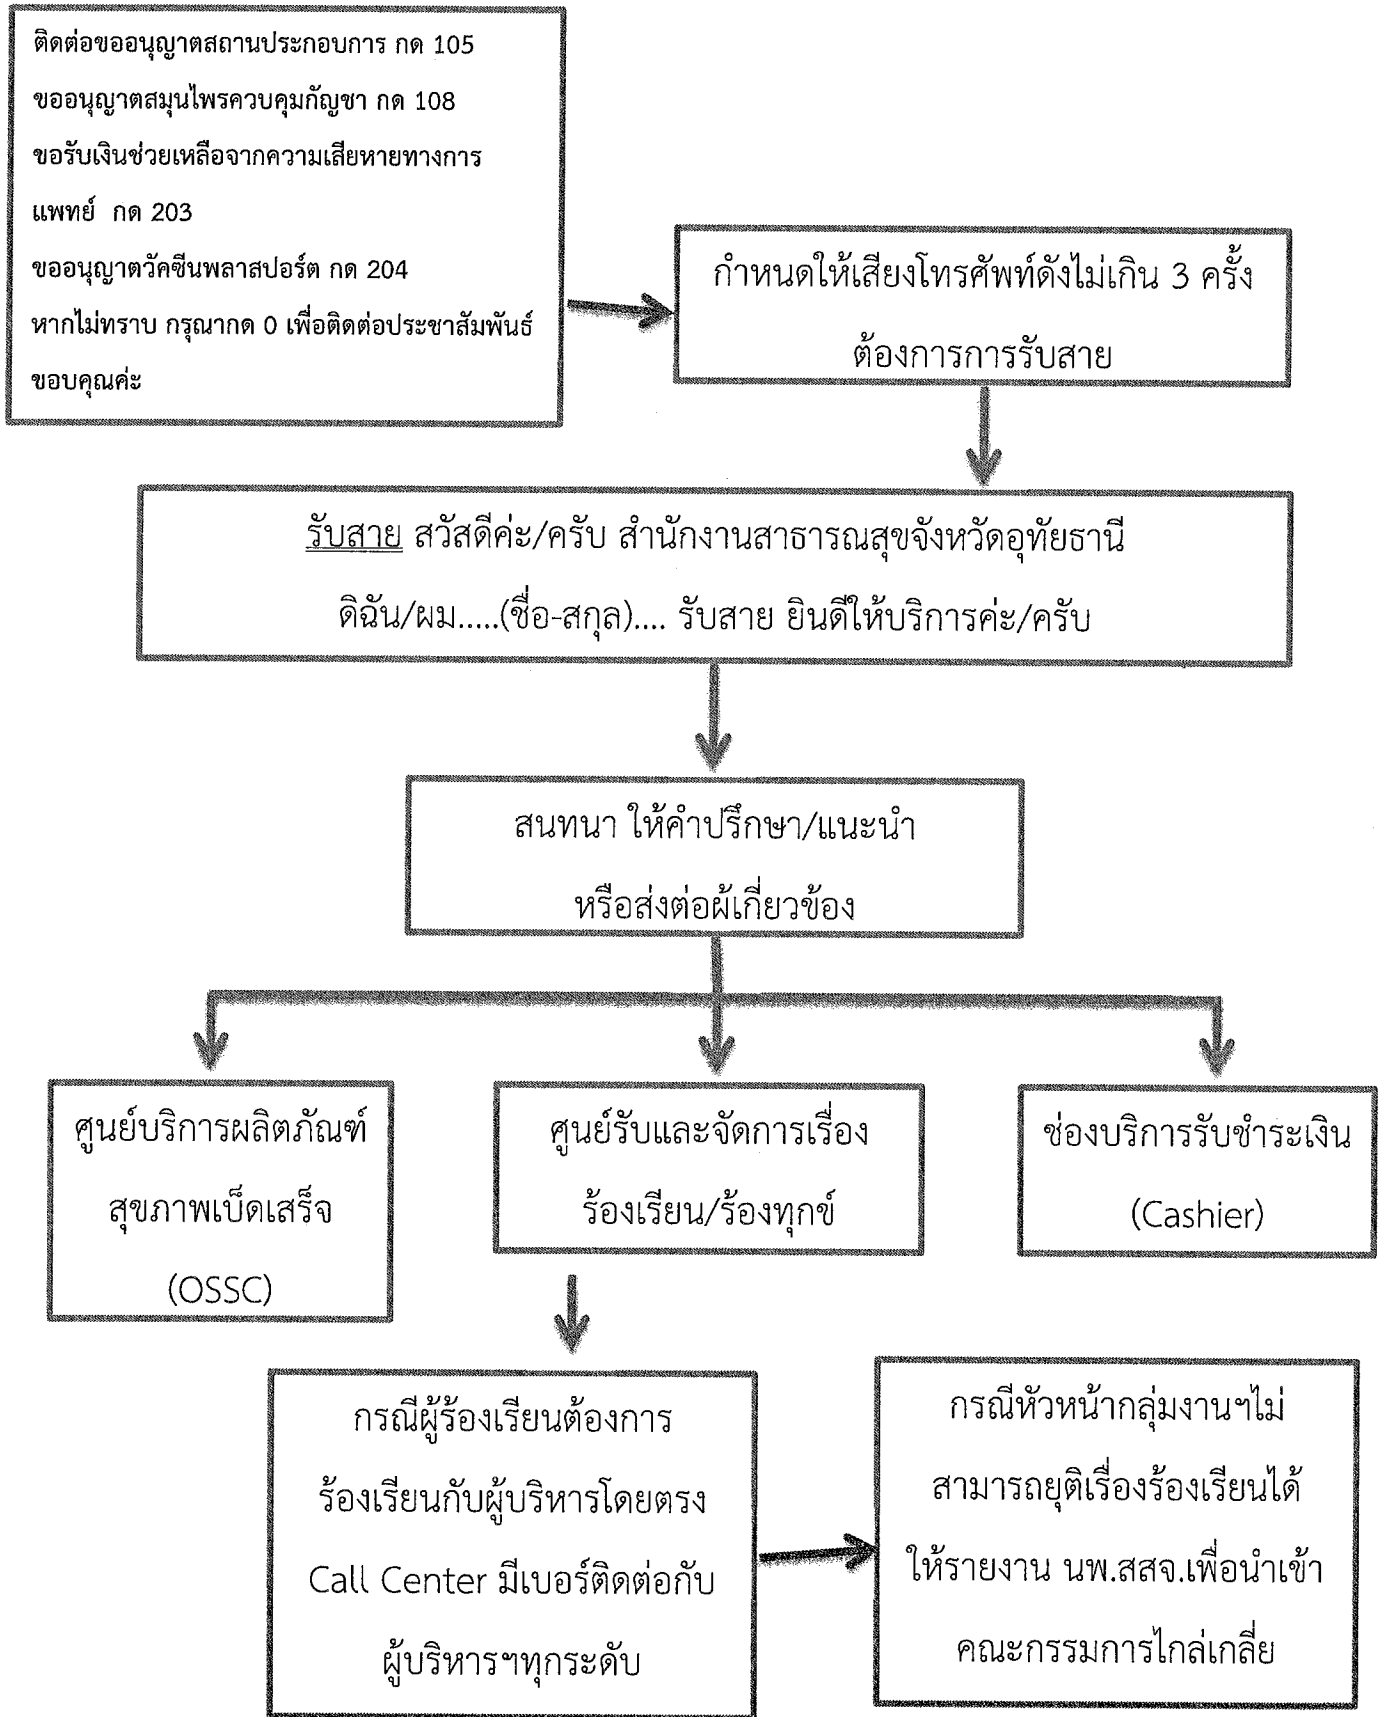 ติดต่อขออนุญาตสถานประกอบการ กด 105
ขออนุญาตสมุนไพรควบคุมกัญชา กด 108
ขอรับเงินช่วยเหลือจากความเสียหายทางการ
แพทย์ กด 203
ขออนุญาตวัคซีนพลาสปอร์ต กด 204
หากไม่ทราบ กรุณากด 0 เพื่อติดต่อประชาสัมพันธ์
ขอบคุณค่ะ
กำหนดให้เสียงโทรศัพท์ดังไม่เกิน 3 ครั้ง
ต้องการการรับสาย
รับสาย สวัสดีค่ะ/ครับ สำนักงานสาธารณสุขจังหวัดอุทัยธานี
ดิฉัน/ผม.....(ชื่อ-สกุล).... รับสาย ยินดีให้บริการค่ะ/ครับ
สนทนา ให้คำปรึกษา/แนะนำ
หรือส่งต่อผู้เกี่ยวข้อง
ศูนย์บริการผลิตภัณฑ์
สุขภาพเบ็ดเสร็จ
(OSSC)
ศูนย์รับและจัดการเรื่อง
ร้องเรียน/ร้องทุกข์
ช่องบริการรับชำระเงิน
(Cashier)
กรณีผู้ร้องเรียนต้องการ
ร้องเรียนกับผู้บริหารโดยตรง
Call Center มีเบอร์ติดต่อกับ
ผู้บริหารฯทุกระดับ
กรณีหัวหน้ากลุ่มงานฯไม่
สามารถยุติเรื่องร้องเรียนได้
ให้รายงาน นพ.สสจ.เพื่อนำเข้า
คณะกรรมการไกล่เกลี่ย